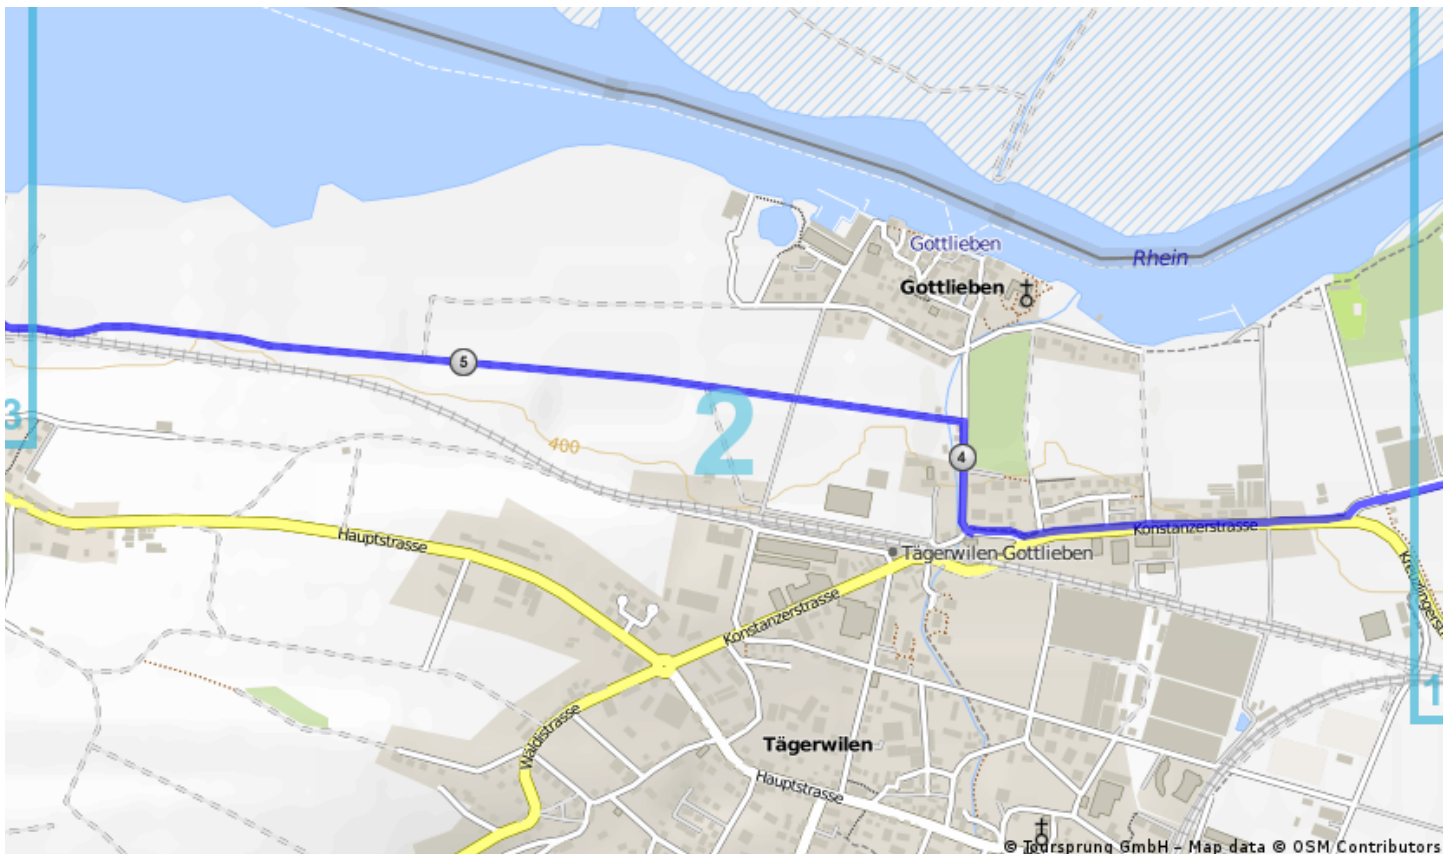 Gottlieben
Rhein
Gottlieben
5
2
3
400
4
Konstanzerstrasse
Hauptstrasse
Tägerwilen-Gottlieben
Konstanzerstrasse
1
Waldistrasse
Tägerwilen
Hauptstrasse
© Toursprung GmbH – Map data © OSM Contributors